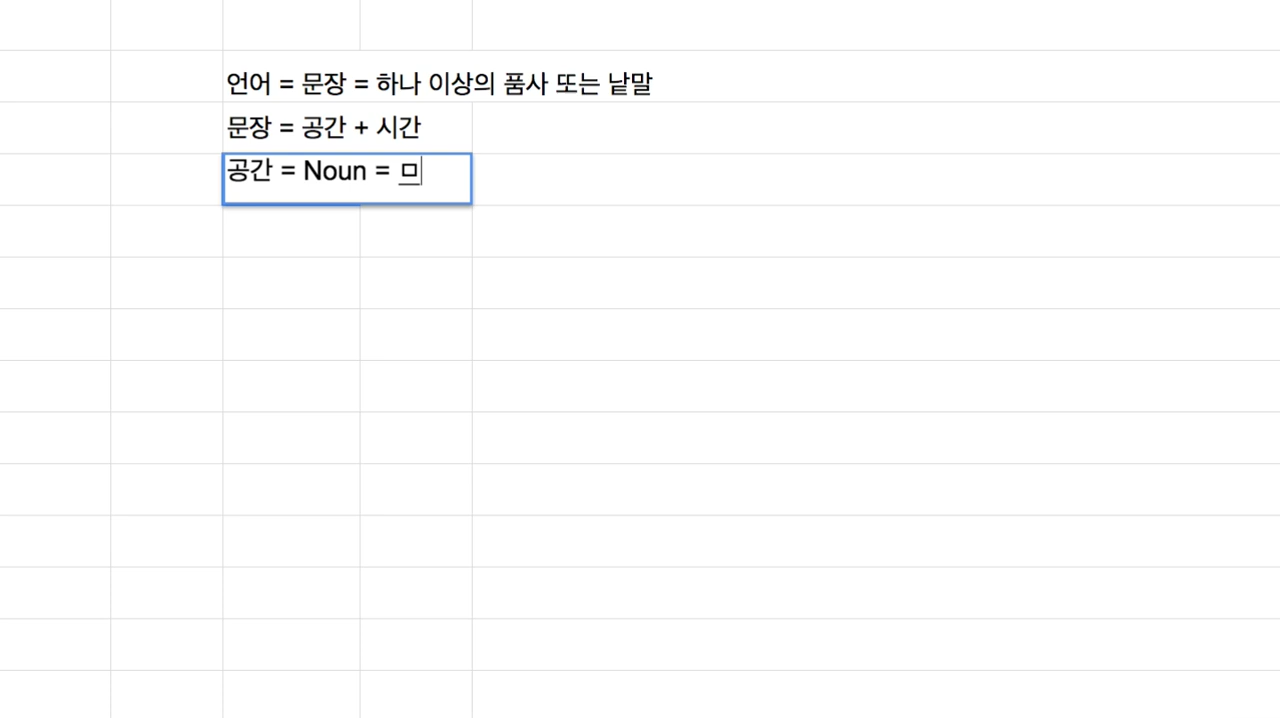 언어 = 문장 = 하나 이상의 품사 또는 낱말
문장 = 공간 + 시간
공간 = Noun = ㅁ